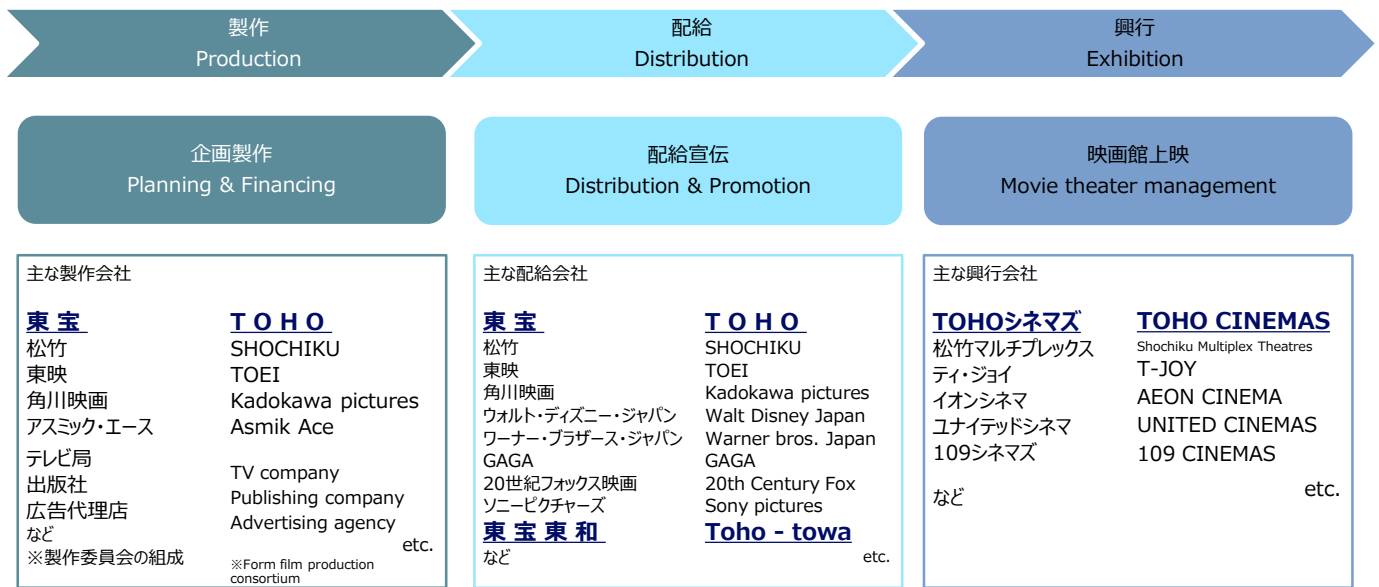 製作
Production
配給
Distribution
興行
Exhibition
企画製作
Planning & Financing
配給宣伝
Distribution & Promotion
映画館上映
Movie theater management
主な製作会社
東 宝 T O H O
松竹 SHOCHIKU
東映 TOEI
角川映画 Kadokawa pictures
アスミック・エース Asmik Ace
テレビ局 TV company
出版社 Publishing company
広告代理店 Advertising agency
など etc.
※製作委員会の組成 ※Form film production
consortium
主な配給会社
東 宝 T O H O
松竹 SHOCHIKU
東映 TOEI
角川映画 Kadokawa pictures
ウォルト・ディズニー・ジャパン Walt Disney Japan
ワーナー・ブラザース・ジャパン Warner bros. Japan
GAGA GAGA
20世紀フォックス映画 20th Century Fox
ソニーピクチャーズ Sony pictures
東 宝 東 和 Toho - towa
など etc.
主な興行会社
TOHOシネマズ TOHO CINEMAS
松竹マルチプレックス Shochiku Multiplex Theatres
ティ・ジョイ T-JOY
イオンシネマ AEON CINEMA
ユナイテッドシネマ UNITED CINEMAS
109シネマズ 109 CINEMAS
など etc.